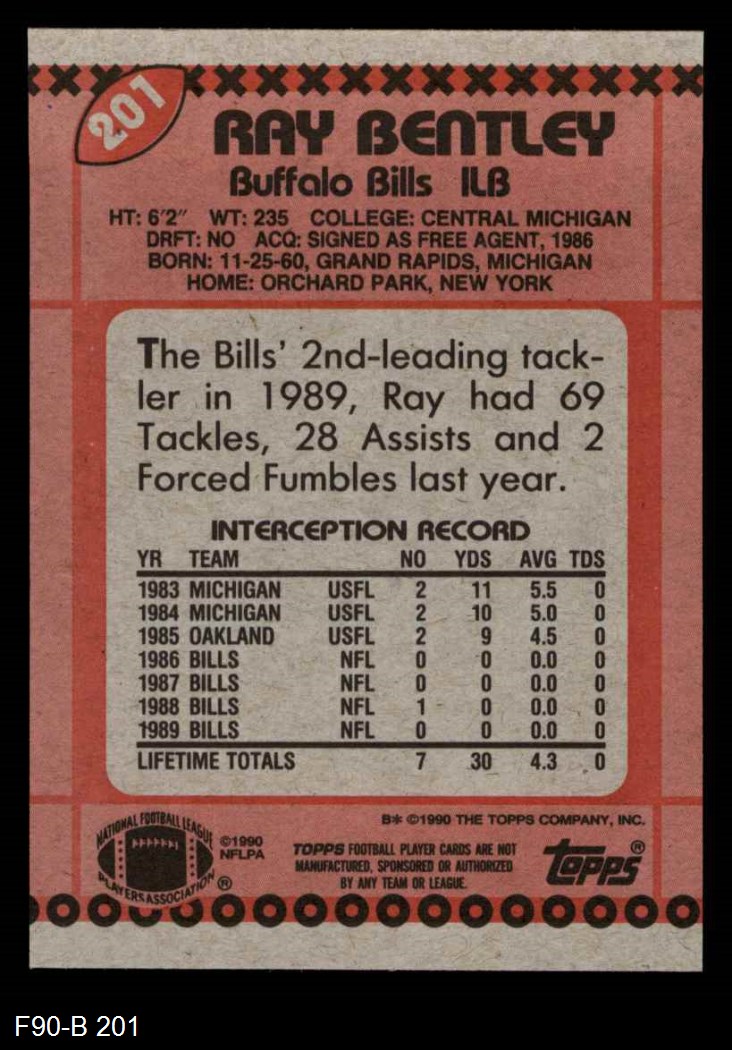 201
RAY BENTLEY
Buffalo Bills ILB
HT: 6'2" WT: 235 COLLEGE: CENTRAL MICHIGAN
DRFT: NO ACQ: SIGNED AS FREE AGENT, 1986
BORN: 11-25-60, GRAND RAPIDS, MICHIGAN
HOME: ORCHARD PARK, NEW YORK
The Bills' 2nd-leading tack-
ler in 1989, Ray had 69
Tackles, 28 Assists and 2
Forced Fumbles last year.
INTERCEPTION RECORD
YR TEAM NO YDS AVG TDS
1983 MICHIGAN USFL 2 11 5.5 0
1984 MICHIGAN USFL 2 10 5.0 0
1985 OAKLAND USFL 2 9 4.5 0
1986 BILLS NFL 0 0 0.0 0
1987 BILLS NFL 0 0 0.0 0
1988 BILLS NFL 1 0 0.0 0
1989 BILLS NFL 0 0 0.0 0
LIFETIME TOTALS 7 30 4.3 0
B* ©1990 THE TOPPS COMPANY, INC.
NATIONAL FOOTBALL LEAGUE
PLAYERS ASSOCIATION ®
©1990
NFLPA
TOPPS FOOTBALL PLAYER CARDS ARE NOT
MANUFACTURED, SPONSORED OR AUTHORIZED
BY ANY TEAM OR LEAGUE.
topps®
F90-B 201